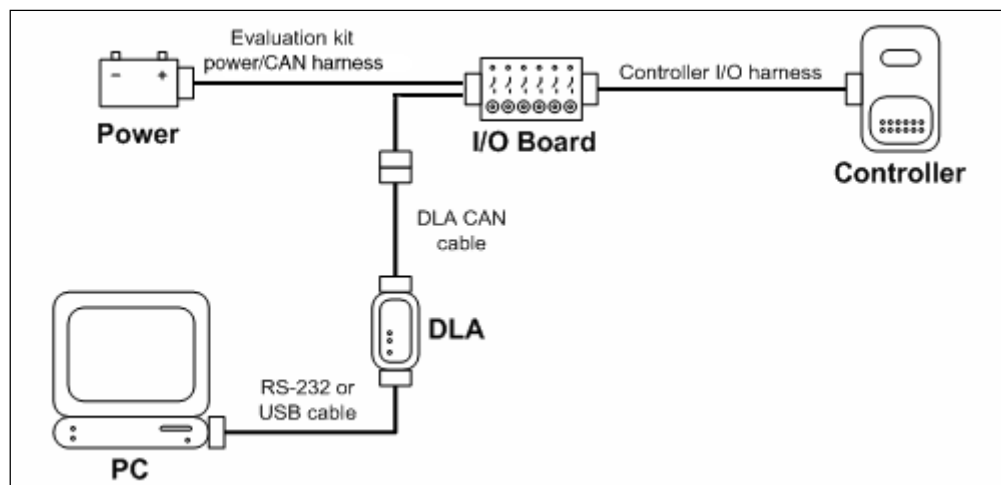 Evaluation kit
power/CAN harness
Controller I/O harness
Power
I/O Board
Controller
DLA CAN
cable
DLA
RS-232 or
USB cable
PC